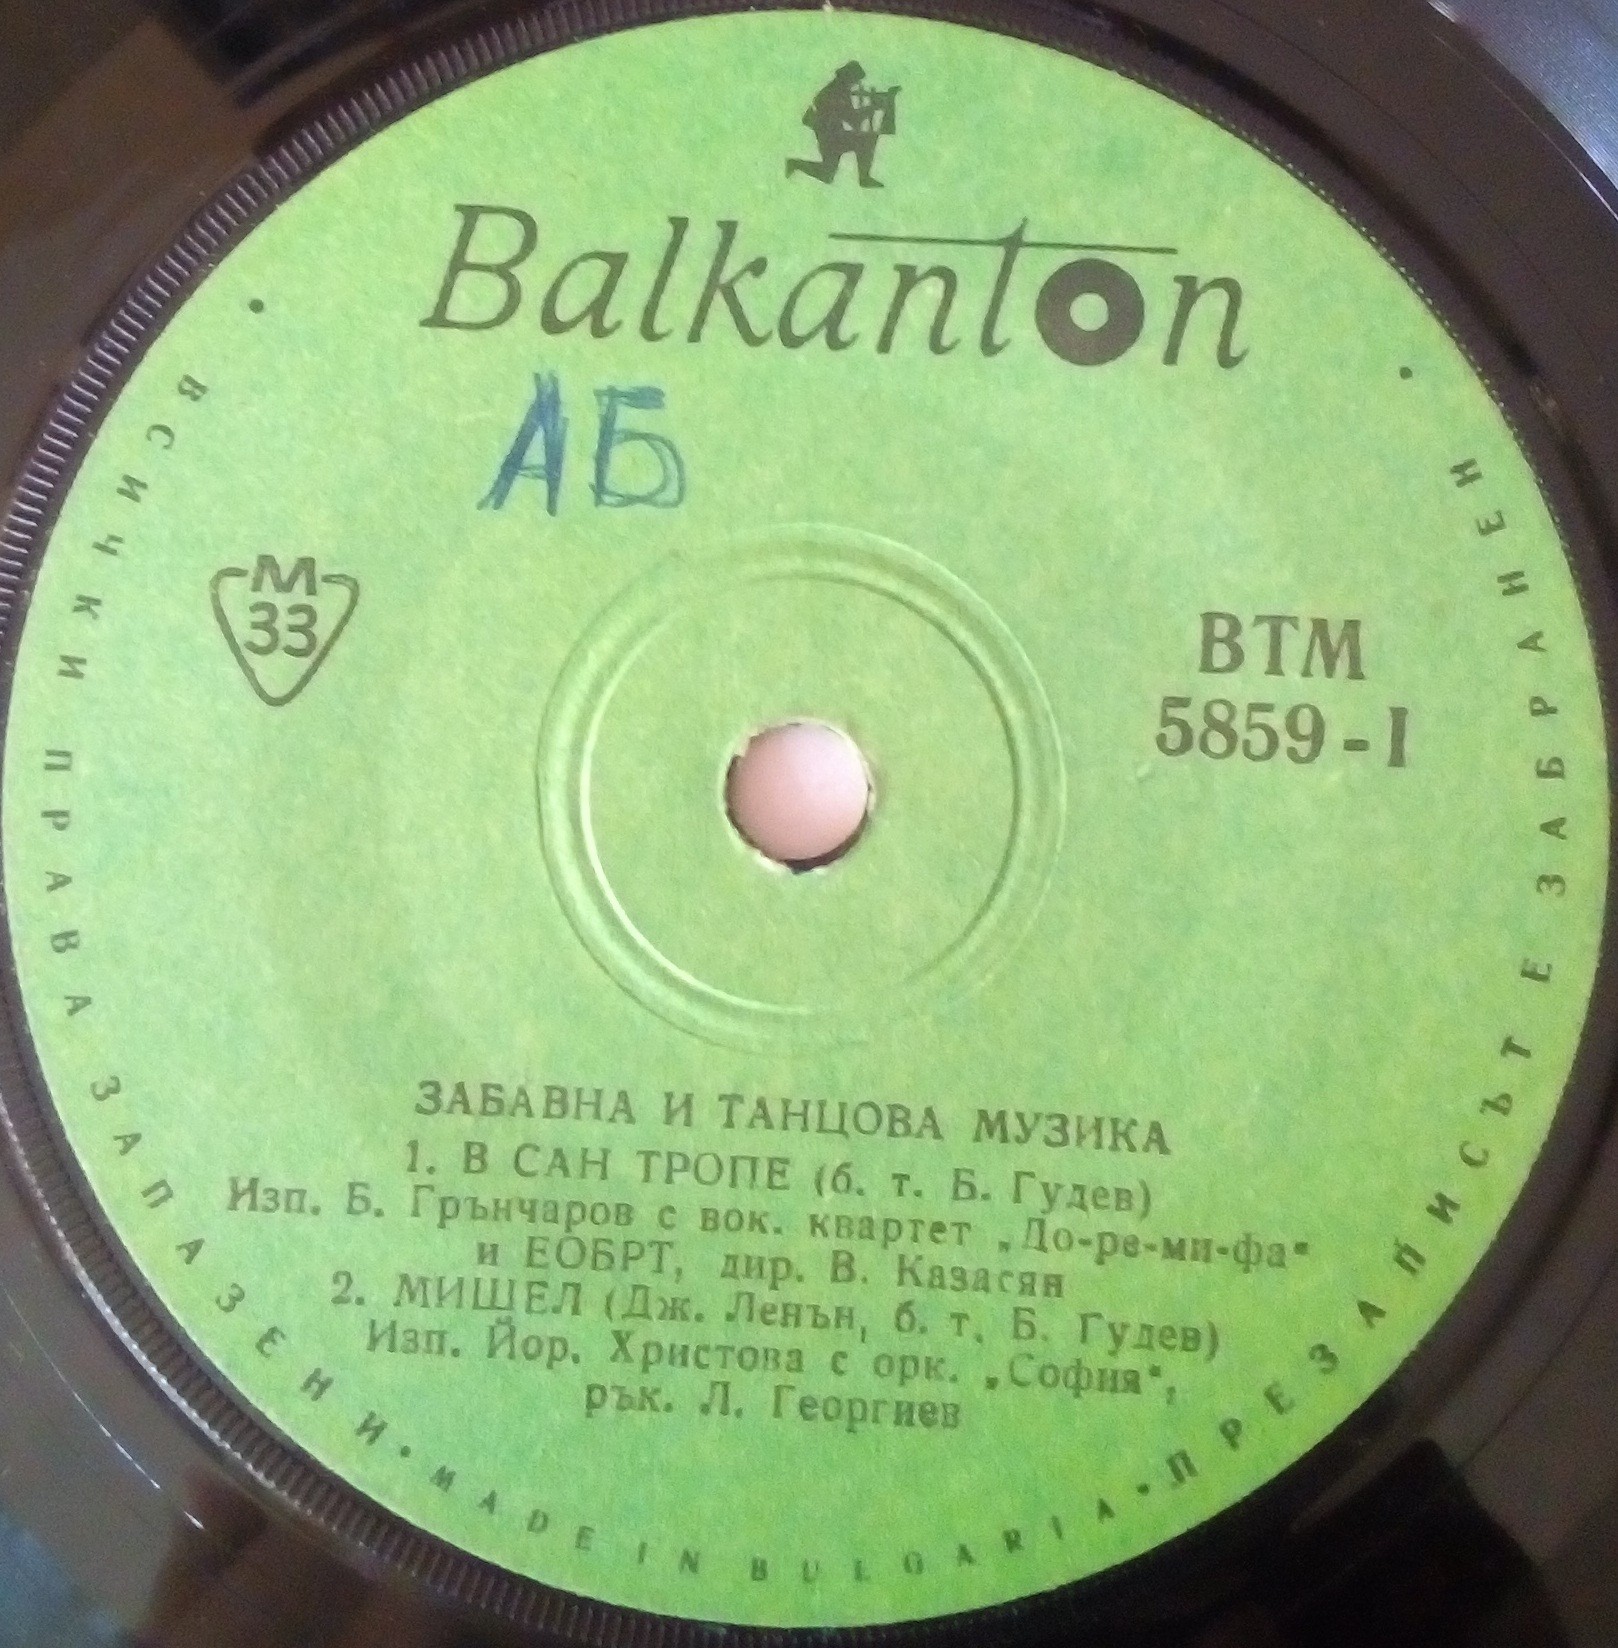 Balkanton
АБ
М
33
ВТМ
5859-I
ЗАБАВНА И ТАНЦОВА МУЗИКА
1. В САН ТРОПЕ (б. т. Б. Гудев)
Изп. Б. Грънчаров с вок. квартет „До-ре-ми-фа“
и ЕОБРТ, дир. В. Казасян
2. МИШЕЛ (Дж. Ленън, б. т. Б. Гудев)
Изп. Йор. Христова с орк. „София“,
рък. Л. Георгиев
• ВСИЧКИ ПРАВА ЗАПАЗЕНИ • MADE IN BULGARIA • ПРЕЗАПИСЪТ Е ЗАБРАНЕН •